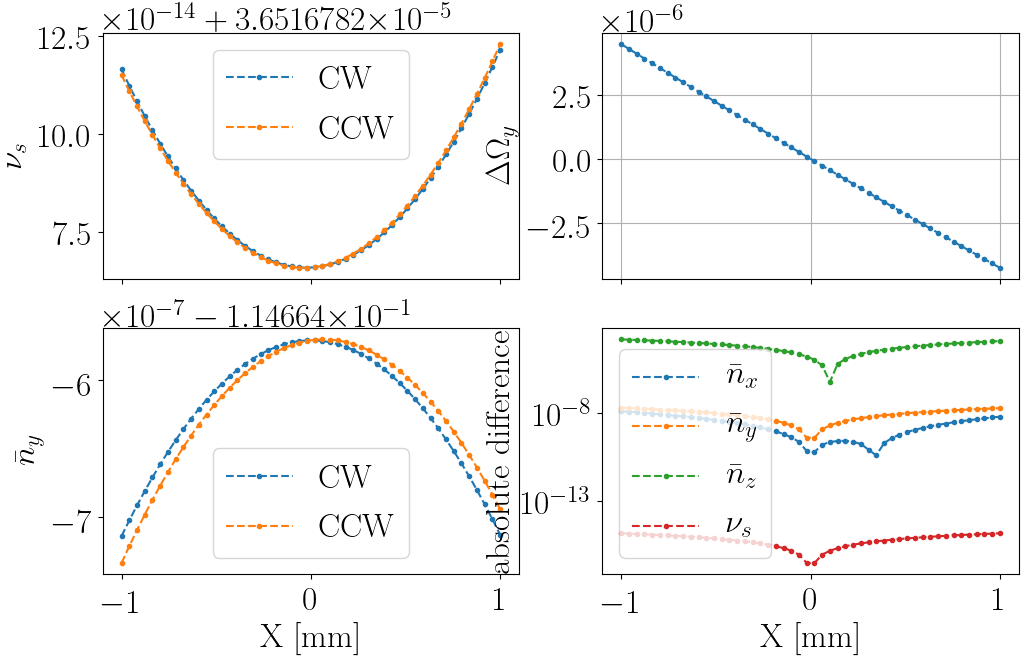 ×10⁻¹⁴ + 3.6516782×10⁻⁵
12.5
10.0
7.5
ν_s
CW
CCW
×10⁻⁶
2.5
0.0
−2.5
ΔΩ_y
×10⁻⁷ − 1.14664×10⁻¹
−6
−7
n̄_y
CW
CCW
−1
0
1
X [mm]
absolute difference
10⁻⁸
10⁻¹³
n̄_x
n̄_y
n̄_z
ν_s
−1
0
1
X [mm]